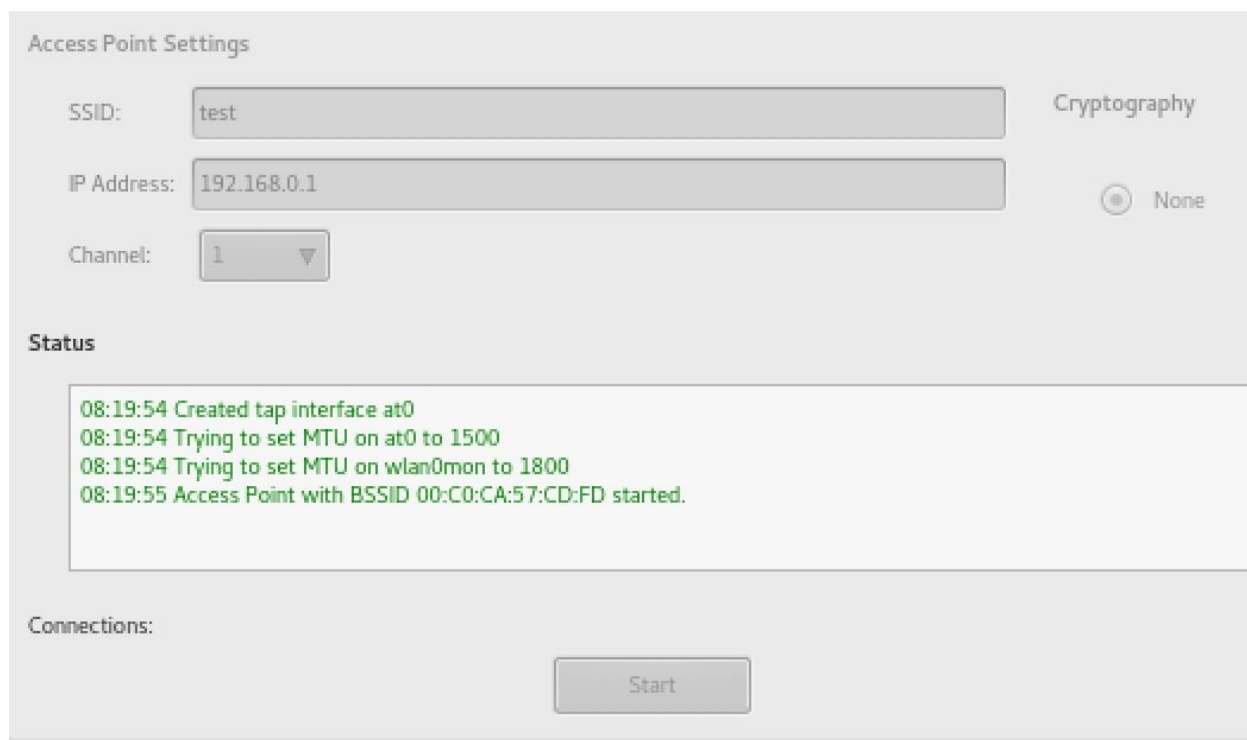 Access Point Settings
SSID: test
Cryptography
IP Address: 192.168.0.1
None
Channel: 1
Status
08:19:54 Created tap interface at0
08:19:54 Trying to set MTU on at0 to 1500
08:19:54 Trying to set MTU on wlan0mon to 1800
08:19:55 Access Point with BSSID 00:C0:CA:57:CD:FD started.
Connections:
Start